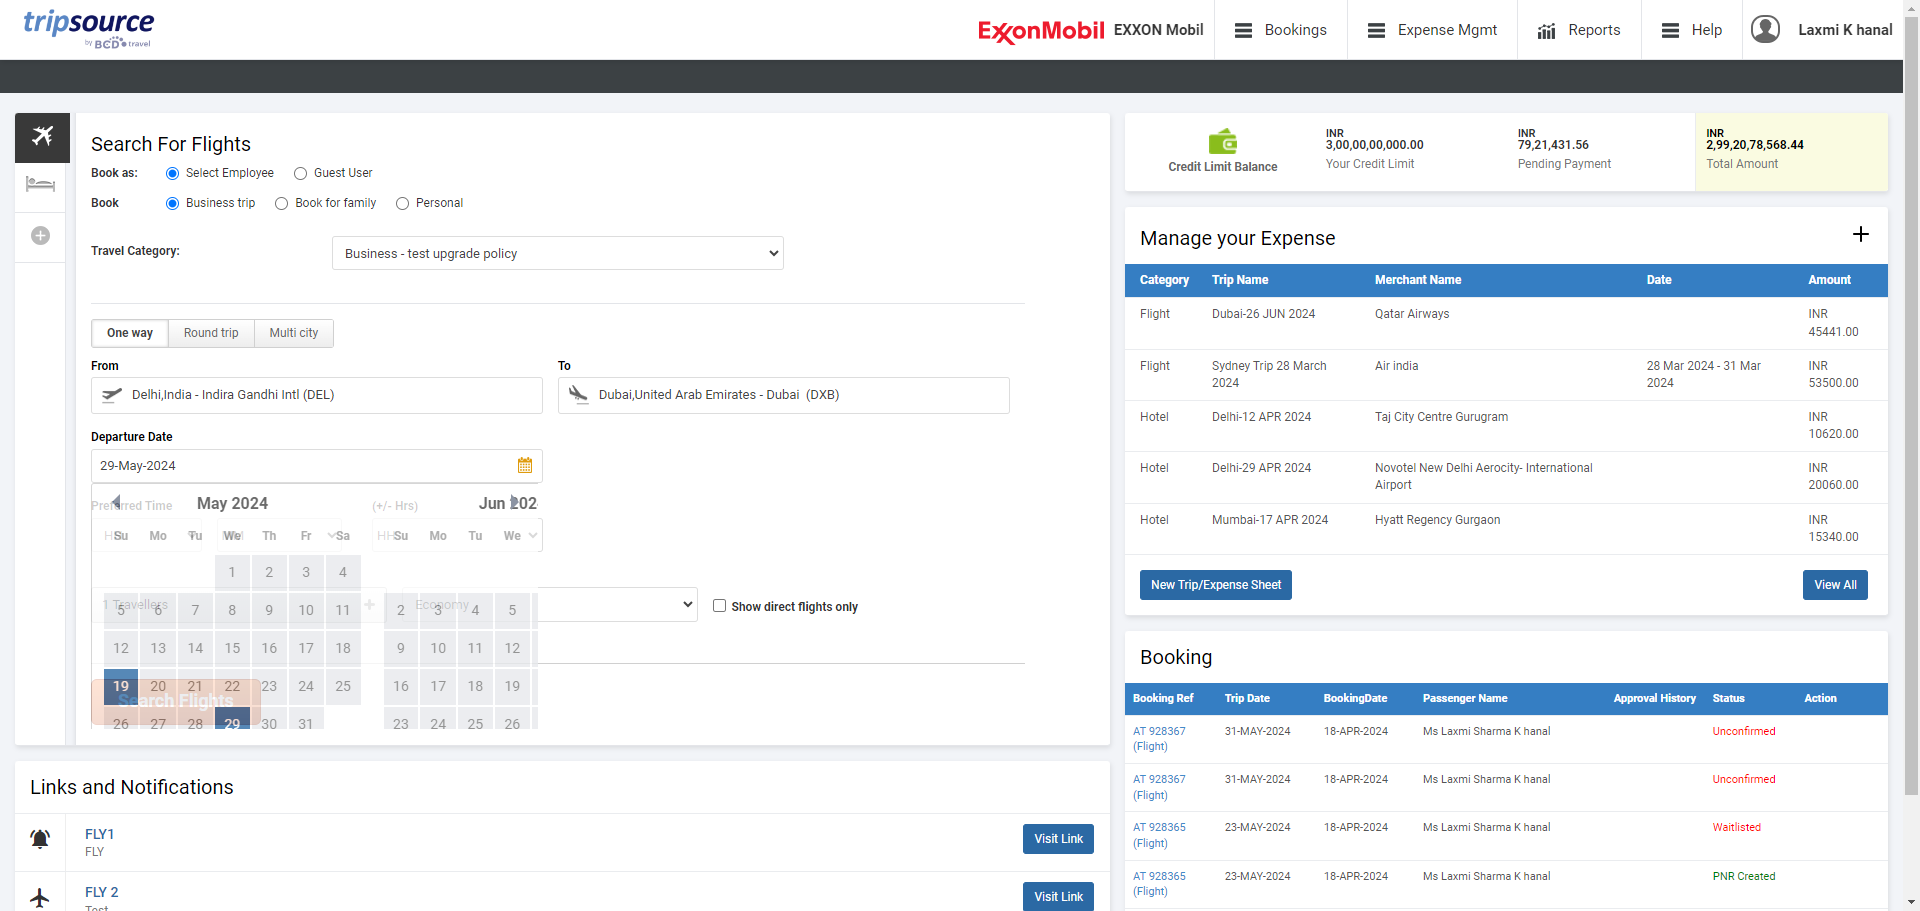 tripsource
by BCD travel
ExxonMobil EXXON Mobil
Bookings
Expense Mgmt
Reports
Help
Laxmi K hanal
Search For Flights
Book as: Select Employee Guest User
Book Business trip Book for family Personal
Travel Category: Business - test upgrade policy
One way Round trip Multi city
From To
Delhi,India - Indira Gandhi Intl (DEL) Dubai,United Arab Emirates - Dubai (DXB)
Departure Date
29-May-2024
Preferred Time (+/- Hrs)
May 2024 Jun 202
Su Mo Tu We Th Fr Sa Su Mo Tu We
1 2 3 4
1 Travellers Economy
Show direct flights only
5 6 7 8 9 10 11 2 3 4 5
12 13 14 15 16 17 18 9 10 11 12
19 20 21 22 23 24 25 16 17 18 19
Search Flights
26 27 28 29 30 31 23 24 25 26
Links and Notifications
FLY1
FLY
Visit Link
FLY 2
Test
Visit Link
Credit Limit Balance
INR
3,00,00,00,000.00
Your Credit Limit
INR
79,21,431.56
Pending Payment
INR
2,99,20,78,568.44
Total Amount
Manage your Expense
Category Trip Name Merchant Name Date Amount
Flight Dubai-26 JUN 2024 Qatar Airways INR
45441.00
Flight Sydney Trip 28 March Air india 28 Mar 2024 - 31 Mar INR
2024 2024 53500.00
Hotel Delhi-12 APR 2024 Taj City Centre Gurugram INR
10620.00
Hotel Delhi-29 APR 2024 Novotel New Delhi Aerocity- International INR
Airport 20060.00
Hotel Mumbai-17 APR 2024 Hyatt Regency Gurgaon INR
15340.00
New Trip/Expense Sheet View All
Booking
Booking Ref Trip Date BookingDate Passenger Name Approval History Status Action
AT 928367 31-MAY-2024 18-APR-2024 Ms Laxmi Sharma K hanal Unconfirmed
(Flight)
AT 928367 31-MAY-2024 18-APR-2024 Ms Laxmi Sharma K hanal Unconfirmed
(Flight)
AT 928365 23-MAY-2024 18-APR-2024 Ms Laxmi Sharma K hanal Waitlisted
(Flight)
AT 928365 23-MAY-2024 18-APR-2024 Ms Laxmi Sharma K hanal PNR Created
(Flight)